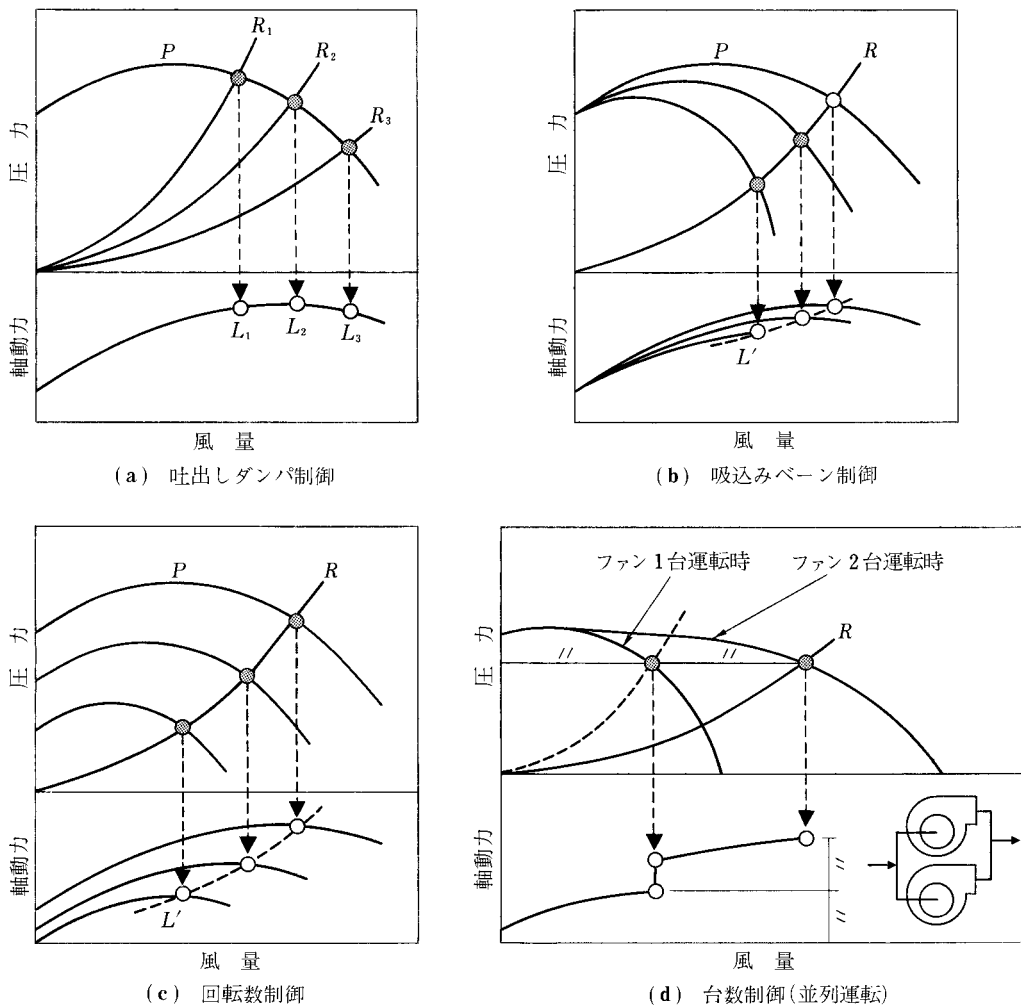 P
R₁
R₂
R₃
圧力
L₁
L₂
L₃
軸動力
風量
(a) 吐出しダンパ制御
P
R
圧力
L′
軸動力
風量
(b) 吸込みベーン制御
P
R
圧力
L′
軸動力
風量
(c) 回転数制御
ファン1台運転時
ファン2台運転時
R
圧力
〃
〃
軸動力
〃
〃
風量
(d) 台数制御(並列運転)